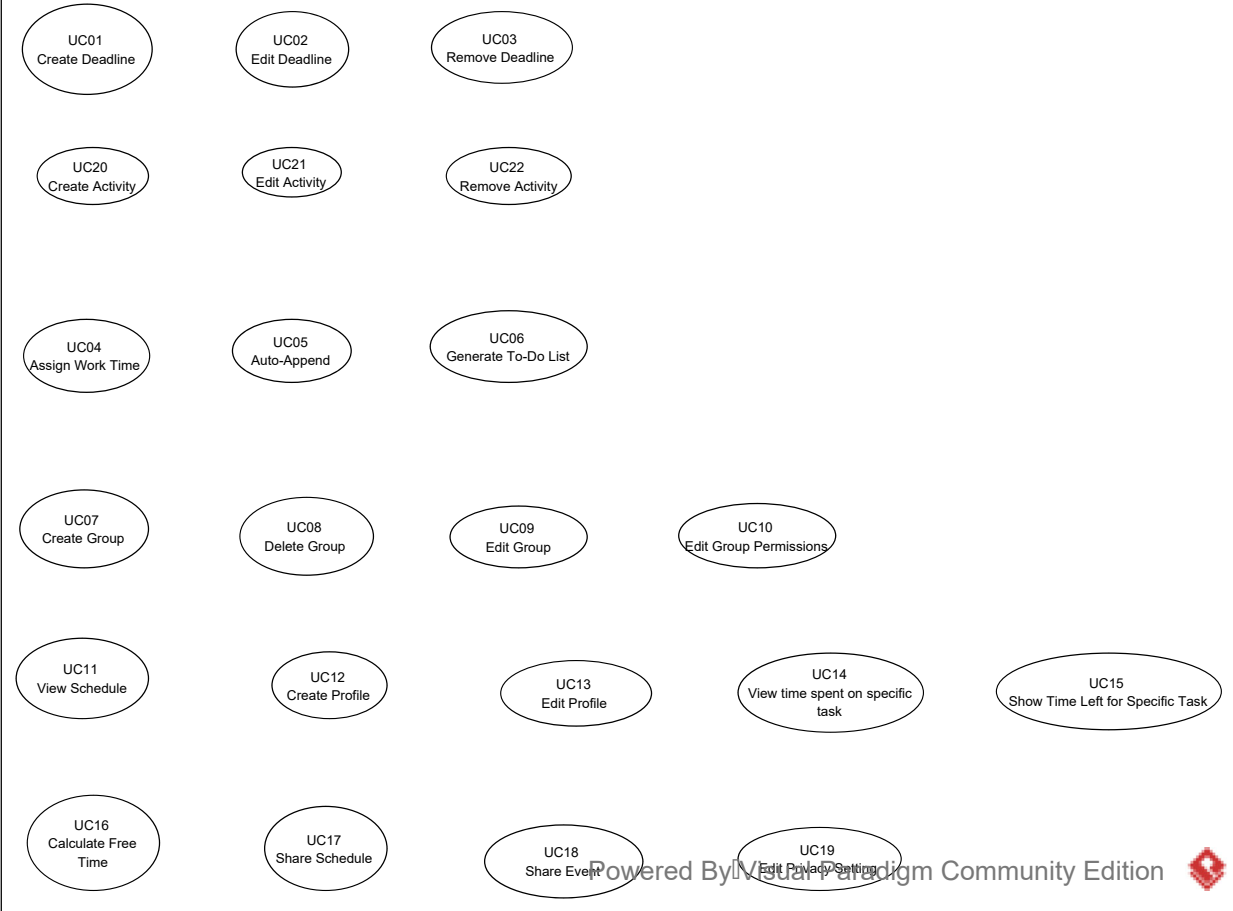 UC01
Create Deadline
UC02
Edit Deadline
UC03
Remove Deadline
UC20
Create Activity
UC21
Edit Activity
UC22
Remove Activity
UC04
Assign Work Time
UC05
Auto-Append
UC06
Generate To-Do List
UC07
Create Group
UC08
Delete Group
UC09
Edit Group
UC10
Edit Group Permissions
UC11
View Schedule
UC12
Create Profile
UC13
Edit Profile
UC14
View time spent on specific
task
UC15
Show Time Left for Specific Task
UC16
Calculate Free
Time
UC17
Share Schedule
UC18
Share Event
UC19
Edit Privacy Setting
Powered By Visual Paradigm Community Edition